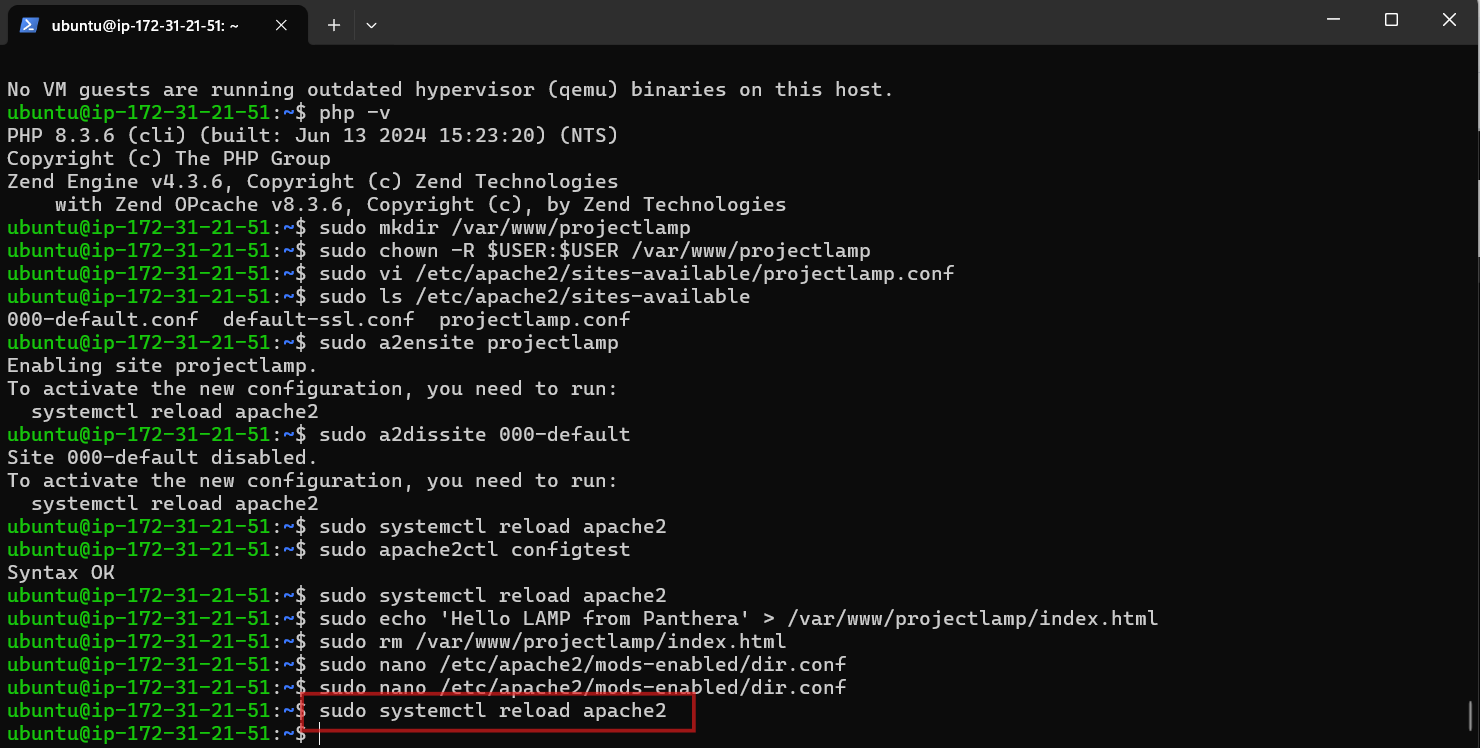 ubuntu@ip-172-31-21-51: ~
No VM guests are running outdated hypervisor (qemu) binaries on this host.
ubuntu@ip-172-31-21-51:~$ php -v
PHP 8.3.6 (cli) (built: Jun 13 2024 15:23:20) (NTS)
Copyright (c) The PHP Group
Zend Engine v4.3.6, Copyright (c) Zend Technologies
    with Zend OPcache v8.3.6, Copyright (c), by Zend Technologies
ubuntu@ip-172-31-21-51:~$ sudo mkdir /var/www/projectlamp
ubuntu@ip-172-31-21-51:~$ sudo chown -R $USER:$USER /var/www/projectlamp
ubuntu@ip-172-31-21-51:~$ sudo vi /etc/apache2/sites-available/projectlamp.conf
ubuntu@ip-172-31-21-51:~$ sudo ls /etc/apache2/sites-available
000-default.conf  default-ssl.conf  projectlamp.conf
ubuntu@ip-172-31-21-51:~$ sudo a2ensite projectlamp
Enabling site projectlamp.
To activate the new configuration, you need to run:
  systemctl reload apache2
ubuntu@ip-172-31-21-51:~$ sudo a2dissite 000-default
Site 000-default disabled.
To activate the new configuration, you need to run:
  systemctl reload apache2
ubuntu@ip-172-31-21-51:~$ sudo systemctl reload apache2
ubuntu@ip-172-31-21-51:~$ sudo apache2ctl configtest
Syntax OK
ubuntu@ip-172-31-21-51:~$ sudo systemctl reload apache2
ubuntu@ip-172-31-21-51:~$ sudo echo 'Hello LAMP from Panthera' > /var/www/projectlamp/index.html
ubuntu@ip-172-31-21-51:~$ sudo rm /var/www/projectlamp/index.html
ubuntu@ip-172-31-21-51:~$ sudo nano /etc/apache2/mods-enabled/dir.conf
ubuntu@ip-172-31-21-51:~$ sudo nano /etc/apache2/mods-enabled/dir.conf
ubuntu@ip-172-31-21-51:~$ sudo systemctl reload apache2
ubuntu@ip-172-31-21-51:~$